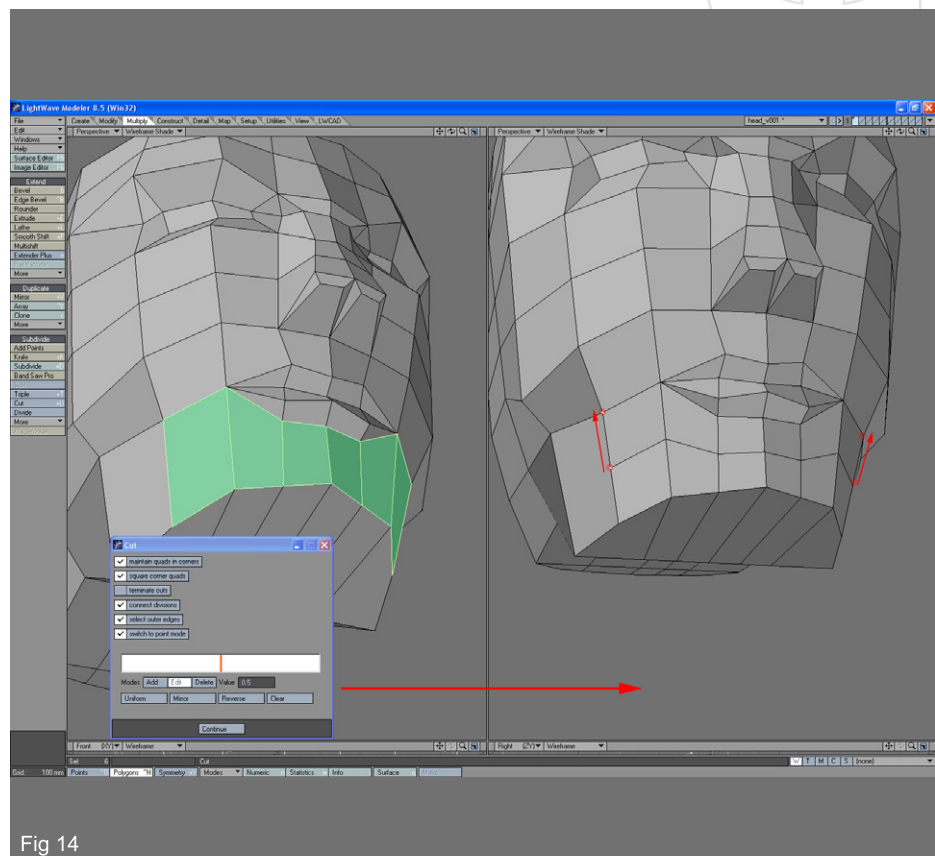 LightWave Modeler 8.5 (Win32)
File Create Modify Multiply Construct Detail Map Setup Utilities View LWCAD head_v001 *
Edit Perspective Wireframe Shade Perspective Wireframe Shade
Windows
Help
Surface Editor
Image Editor
Extend
Bevel
Edge Bevel
Rounder
Extrude
Lathe
Smooth Shift
Multishift
Extender Plus
More
Duplicate
Mirror
Array
Clone
More
Subdivide
Add Points
Knife
Subdivide
Band Saw Pro
Triple
Cut
Divide
More
Cut
maintain quads in corners
square corner quads
terminate cuts
connect divisions
select outer edges
switch to point mode
Modes Add Edit Delete Value 0.5
Uniform Mirror Reverse Clear
Continue
Front (XY) Wireframe Right (ZY) Wireframe
Sel: 6 Cut W T M C S (none)
Grid: 100 mm Points Polygons Symmetry Modes Numeric Statistics Info Surface
Fig 14